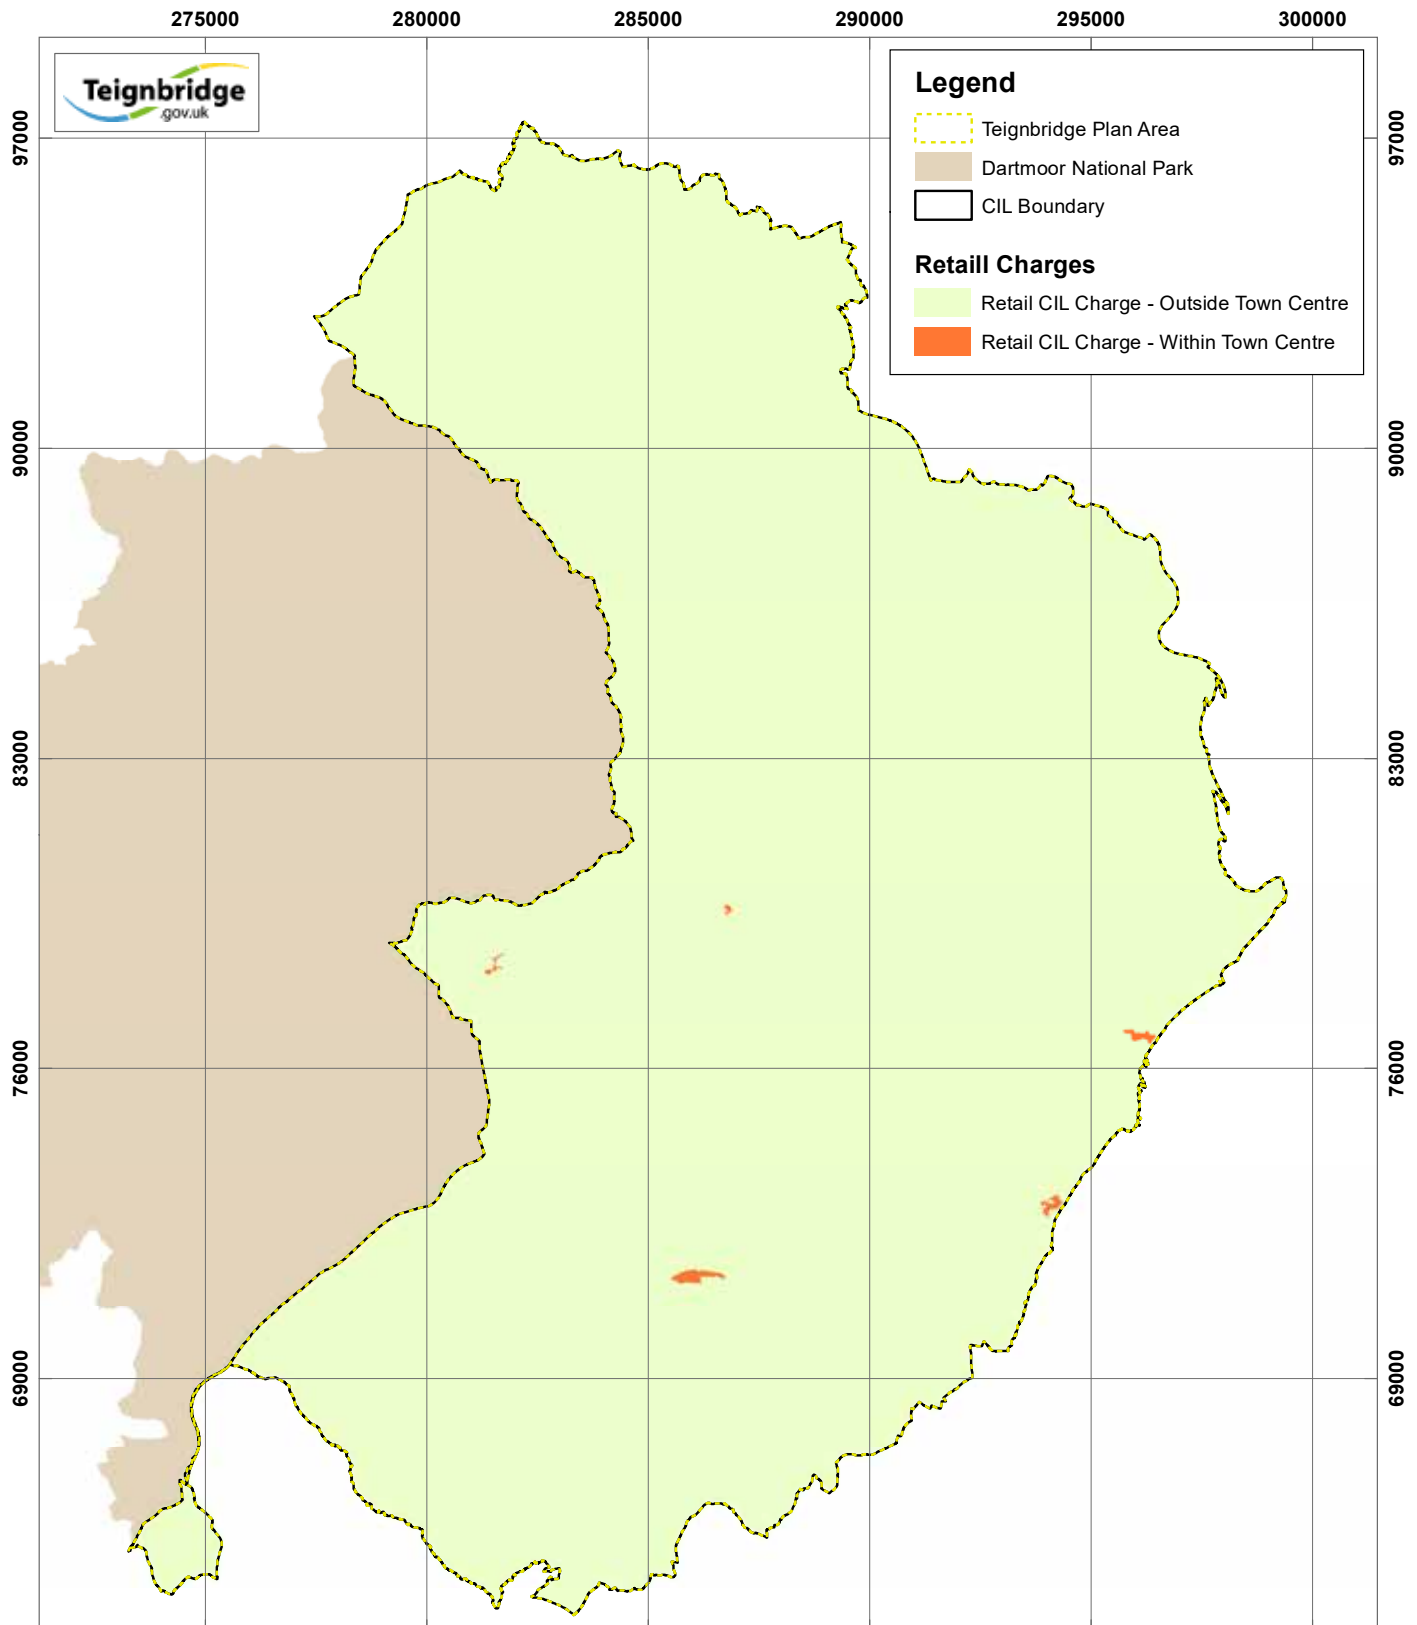 275000 280000 285000 290000 295000 300000
Teignbridge
.gov.uk
Legend
Teignbridge Plan Area
Dartmoor National Park
CIL Boundary
Retaill Charges
Retail CIL Charge - Outside Town Centre
Retail CIL Charge - Within Town Centre
97000 97000
90000 90000
83000 83000
76000 76000
69000 69000